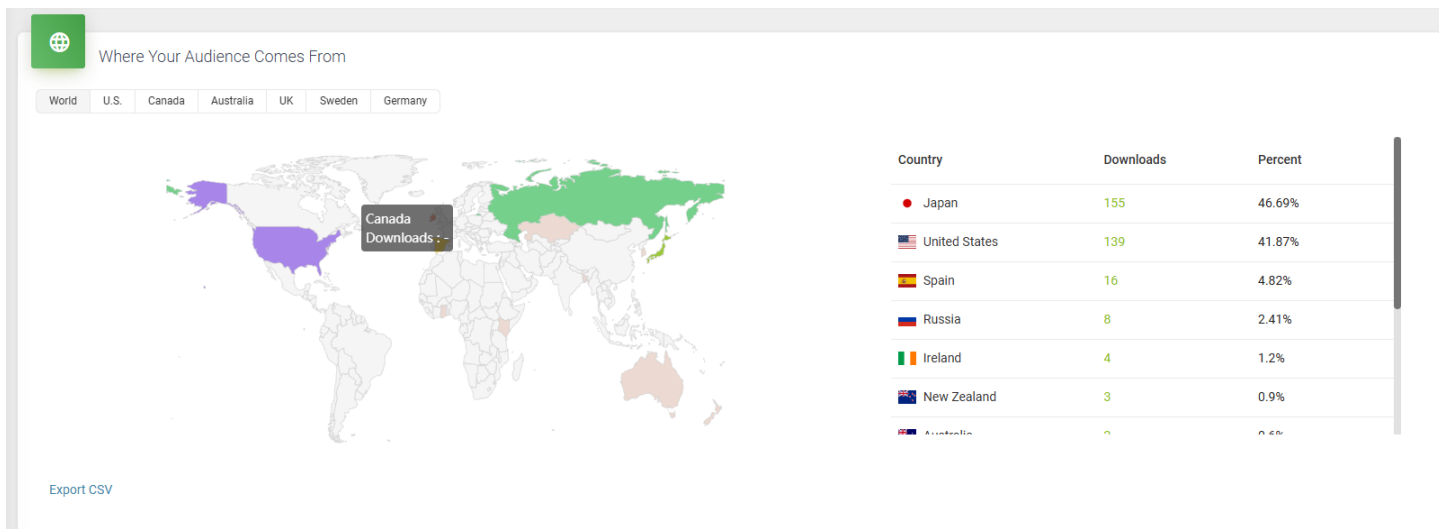 Where Your Audience Comes From
World U.S. Canada Australia UK Sweden Germany
Canada
Downloads : -
Country Downloads Percent
Japan 155 46.69%
United States 139 41.87%
Spain 16 4.82%
Russia 8 2.41%
Ireland 4 1.2%
New Zealand 3 0.9%
Australia
Export CSV